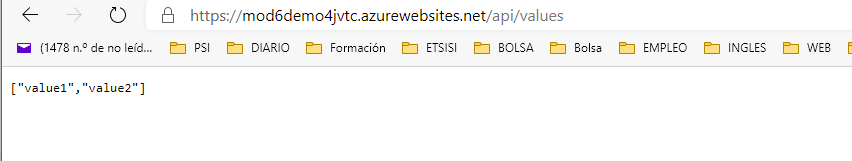 https://mod6demo4jvtc.azurewebsites.net/api/values
(1478 n.º de no leíd... PSI DIARIO Formación ETSISI BOLSA Bolsa EMPLEO INGLES WEB
["value1","value2"]